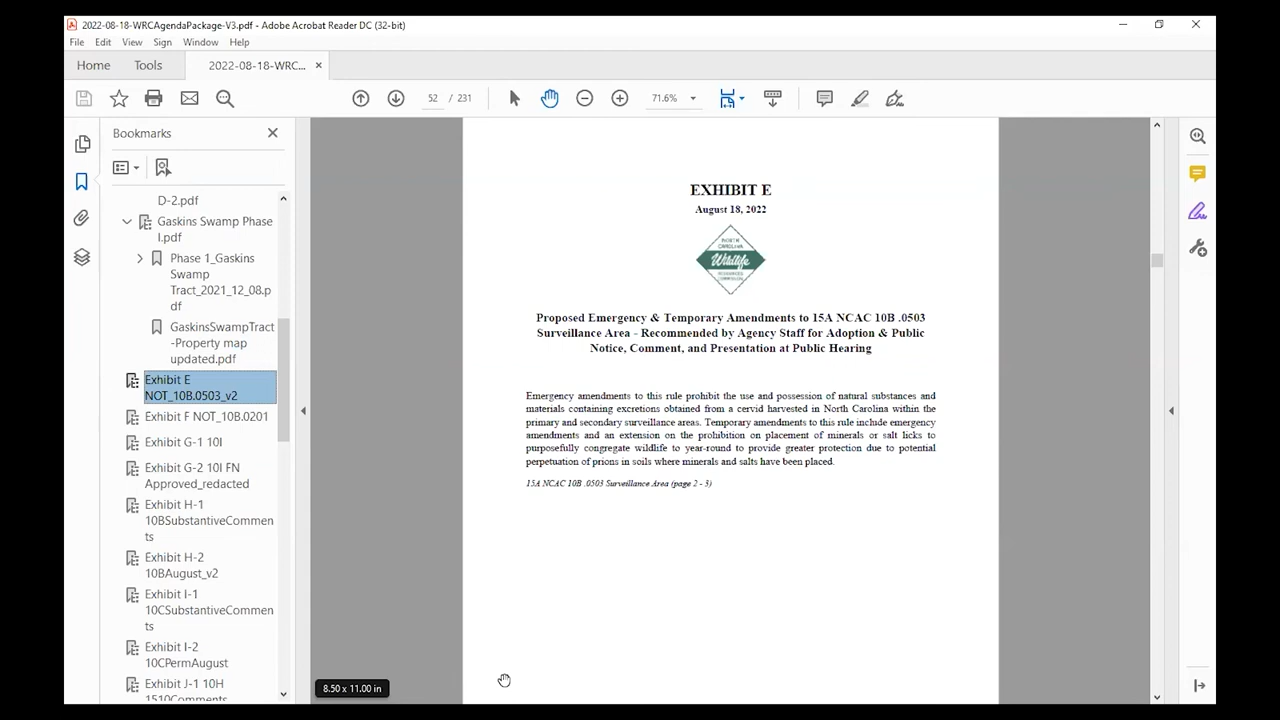 2022-08-18-WRCAgendaPackage-V3.pdf - Adobe Acrobat Reader DC (32-bit)
File Edit View Sign Window Help
Home Tools 2022-08-18-WRC... ×
52 / 231 71.6%
Bookmarks
D-2.pdf
Gaskins Swamp Phase
I.pdf
Phase 1_Gaskins
Swamp
Tract_2021_12_08.p
df
GaskinsSwampTract
-Property map
updated.pdf
Exhibit E
NOT_10B.0503_v2
Exhibit F NOT_10B.0201
Exhibit G-1 10I
Exhibit G-2 10I FN
Approved_redacted
Exhibit H-1
10BSubstantiveCommen
ts
Exhibit H-2
10BAugust_v2
Exhibit I-1
10CSubstantiveCommen
ts
Exhibit I-2
10CPermAugust
Exhibit J-1 10H
1510Comments
EXHIBIT E
August 18, 2022
NORTH
CAROLINA
Wildlife
RESOURCES
COMMISSION
Proposed Emergency & Temporary Amendments to 15A NCAC 10B .0503
Surveillance Area - Recommended by Agency Staff for Adoption & Public
Notice, Comment, and Presentation at Public Hearing
Emergency amendments to this rule prohibit the use and possession of natural substances and
materials containing excretions obtained from a cervid harvested in North Carolina within the
primary and secondary surveillance areas. Temporary amendments to this rule include emergency
amendments and an extension on the prohibition on placement of minerals or salt licks to
purposefully congregate wildlife to year-round to provide greater protection due to potential
perpetuation of prions in soils where minerals and salts have been placed.
15A NCAC 10B .0503 Surveillance Area (page 2 - 3)
8.50 x 11.00 in